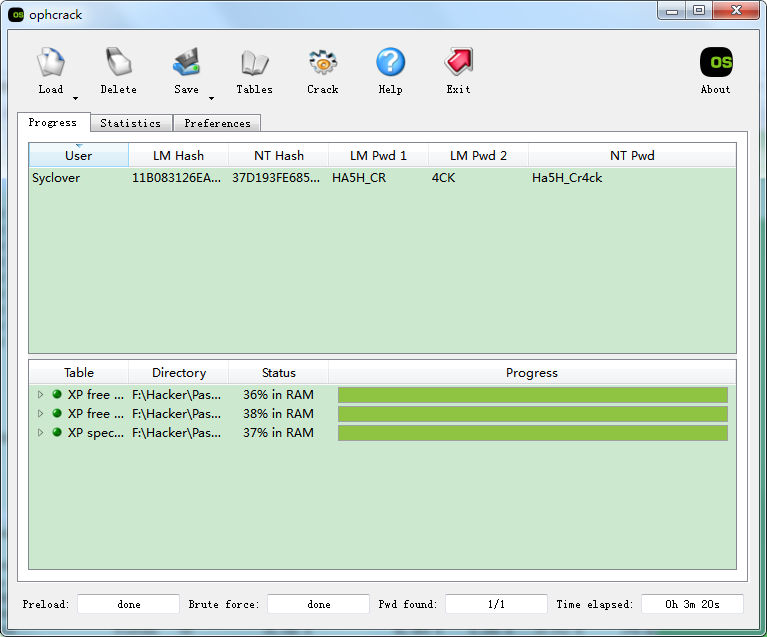 OS ophcrack
Load Delete Save Tables Crack Help Exit OS About
Progress Statistics Preferences
User LM Hash NT Hash LM Pwd 1 LM Pwd 2 NT Pwd
Syclover 11B083126EA... 37D193FE685... HA5H_CR 4CK Ha5H_Cr4ck
Table Directory Status Progress
XP free ... F:\Hacker\Pas... 36% in RAM
XP free ... F:\Hacker\Pas... 38% in RAM
XP spec... F:\Hacker\Pas... 37% in RAM
Preload: done Brute force: done Pwd found: 1/1 Time elapsed: 0h 3m 20s